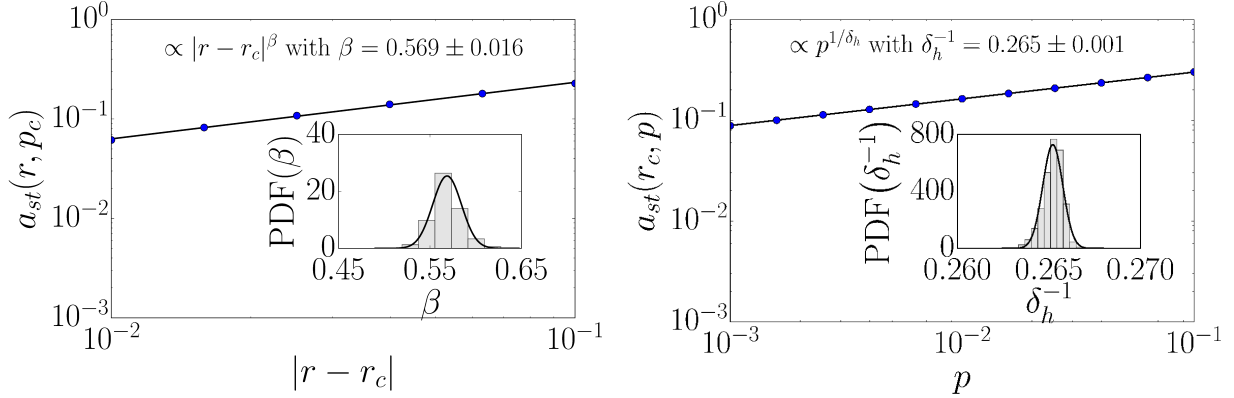 ∝ |r − r_c|^β with β = 0.569 ± 0.016
a_{st}(r, p_c)
10^0
10^{-1}
10^{-2}
10^{-3}
10^{-2}
10^{-1}
|r − r_c|
PDF(β)
40
20
0
0.45
0.55
0.65
β
∝ p^{1/δ_h} with δ_h^{-1} = 0.265 ± 0.001
a_{st}(r_c, p)
10^0
10^{-1}
10^{-2}
10^{-3}
10^{-3}
10^{-2}
10^{-1}
p
PDF(δ_h^{-1})
800
400
0
0.260
0.265
0.270
δ_h^{-1}